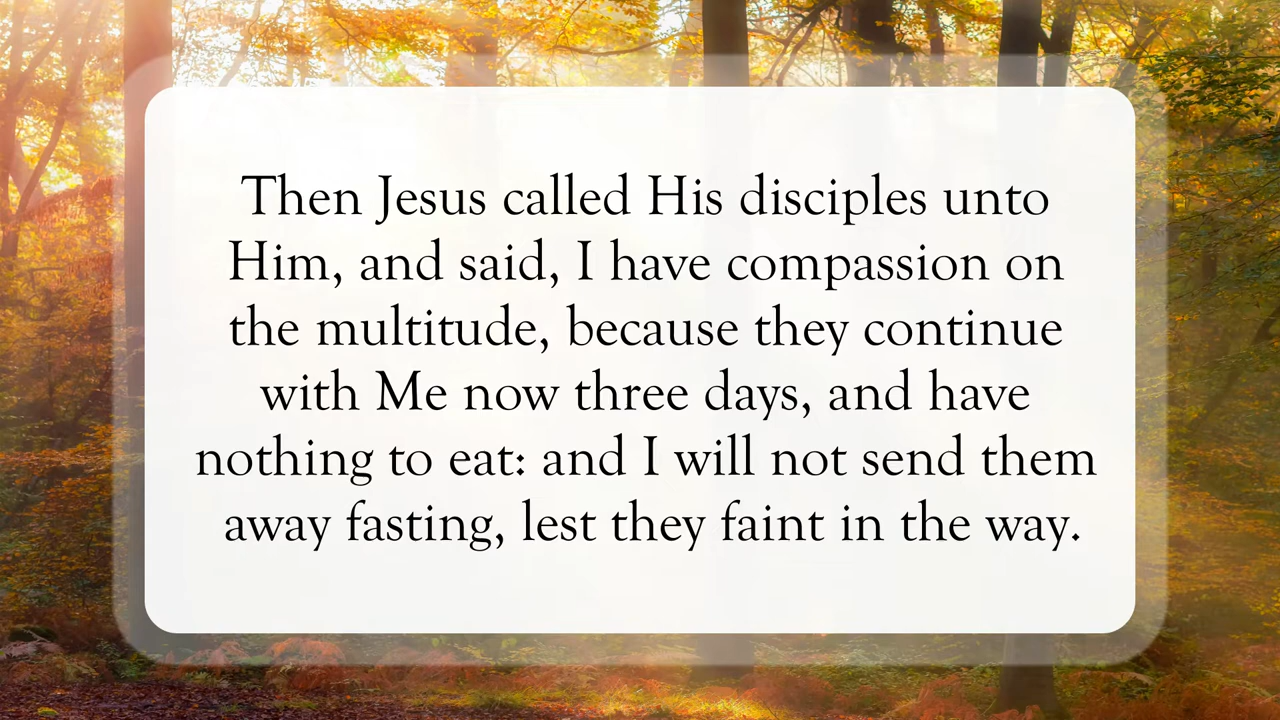 Then Jesus called His disciples unto
Him, and said, I have compassion on
the multitude, because they continue
with Me now three days, and have
nothing to eat: and I will not send them
away fasting, lest they faint in the way.